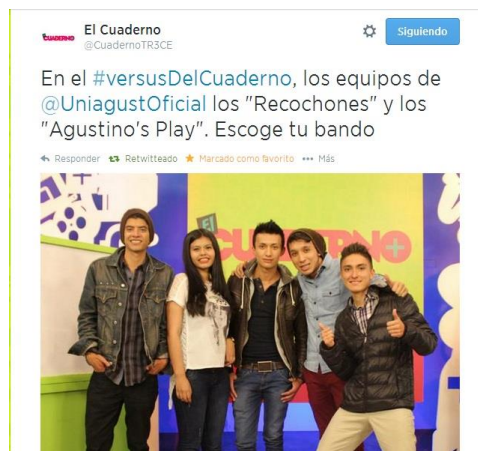 CUADERNO
El Cuaderno
@CuadernoTR3CE
Siguiendo
En el #versusDelCuaderno, los equipos de
@UniagustOficial los "Recochones" y los
"Agustino's Play". Escoge tu bando
Responder Retwitteado Marcado como favorito ••• Más
EL
CUADERNO+